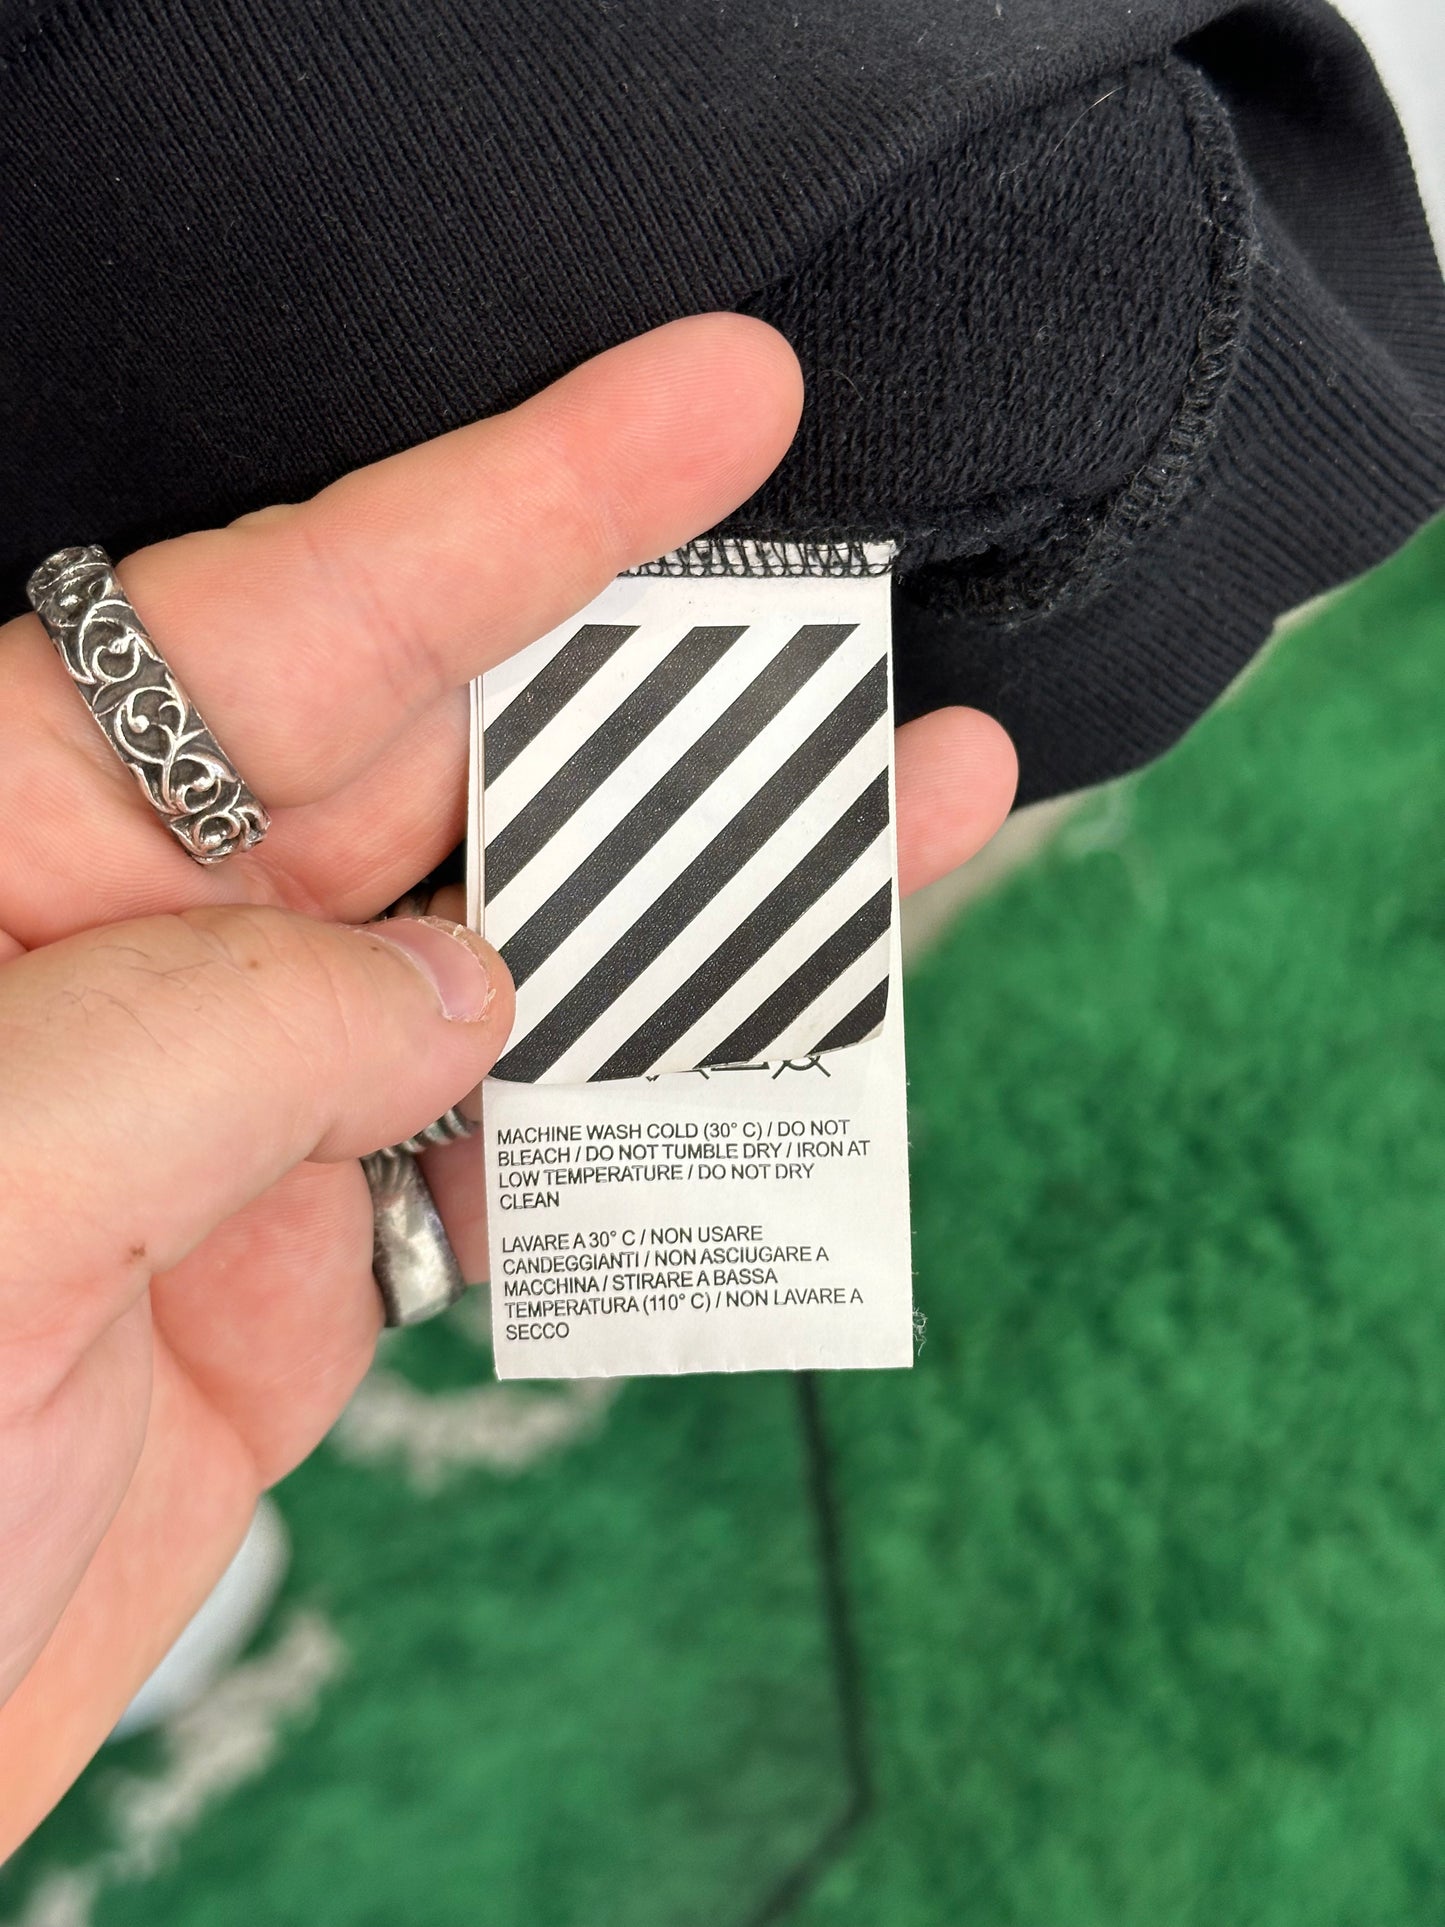 MACHINE WASH COLD (30° C) / DO NOT
BLEACH / DO NOT TUMBLE DRY / IRON AT
LOW TEMPERATURE / DO NOT DRY
CLEAN
LAVARE A 30° C / NON USARE
CANDEGGIANTI / NON ASCIUGARE A
MACCHINA / STIRARE A BASSA
TEMPERATURA (110° C) / NON LAVARE A
SECCO